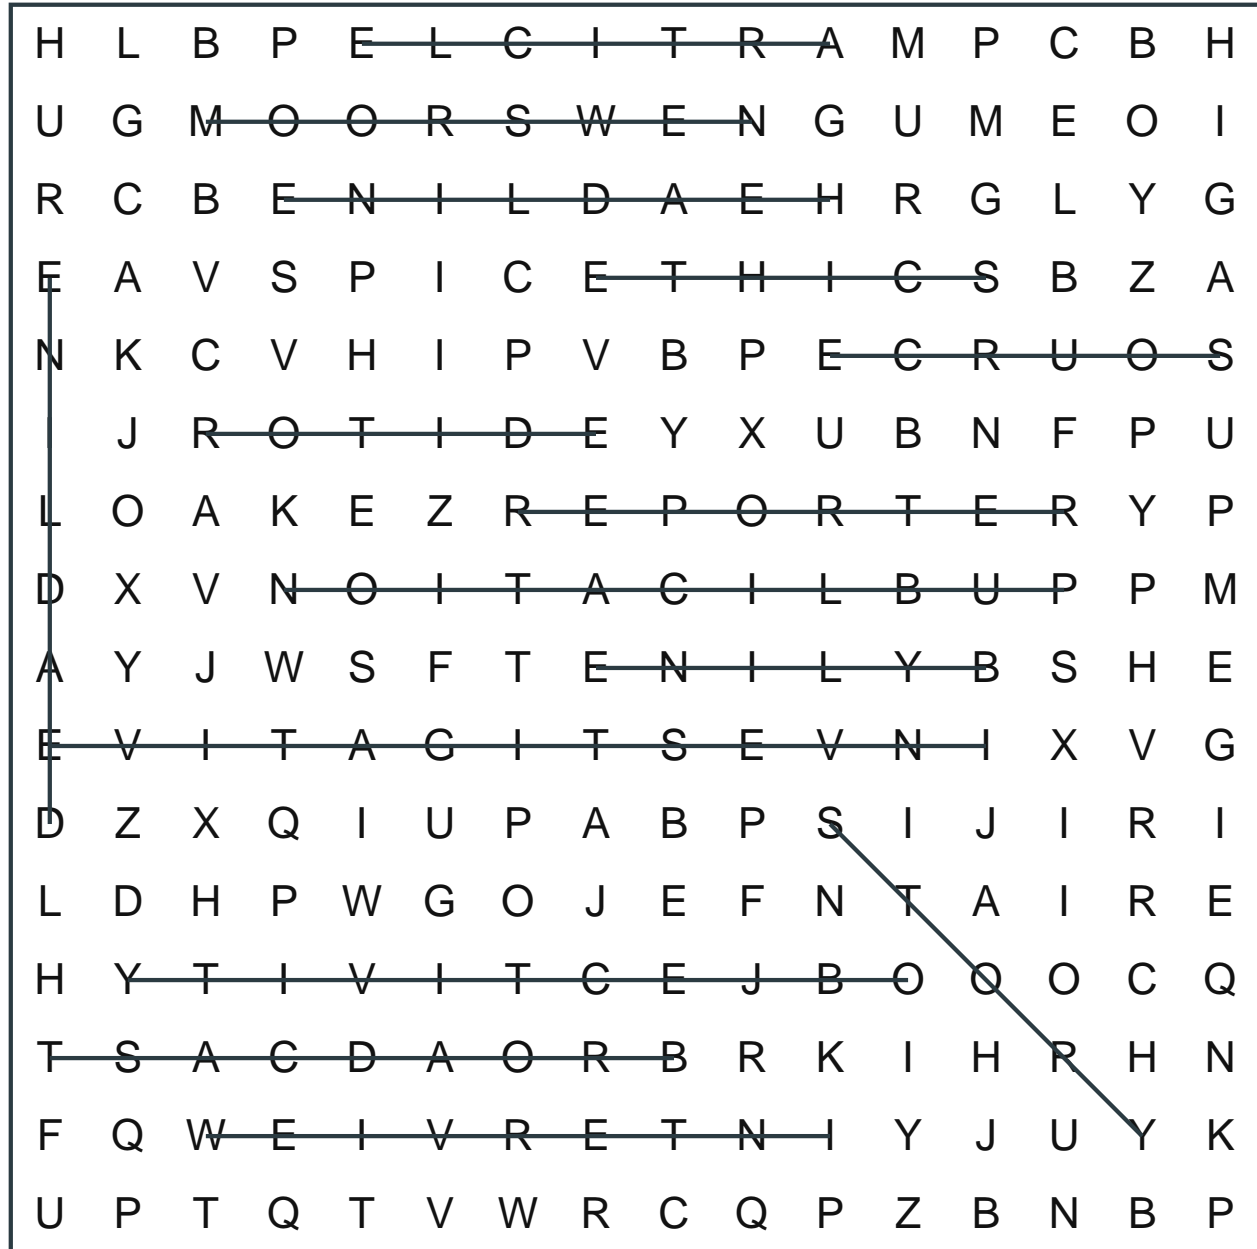 H L B P E L C I T R A M P C B H
U G M O O R S W E N G U M E O I
R C B E N I L D A E H R G L Y G
E A V S P I C E T H I C S B Z A
N K C V H I P V B P E C R U O S
I J R O T I D E Y X U B N F P U
L O A K E Z R E P O R T E R Y P
D X V N O I T A C I L B U P P M
A Y J W S F T E N I L Y B S H E
E V I T A G I T S E V N I X V G
D Z X Q I U P A B P S I J I R I
L D H P W G O J E F N T A I R E
H Y T I V I T C E J B O O O C Q
T S A C D A O R B R K I H R H N
F Q W E I V R E T N I Y J U Y K
U P T Q T V W R C Q P Z B N B P